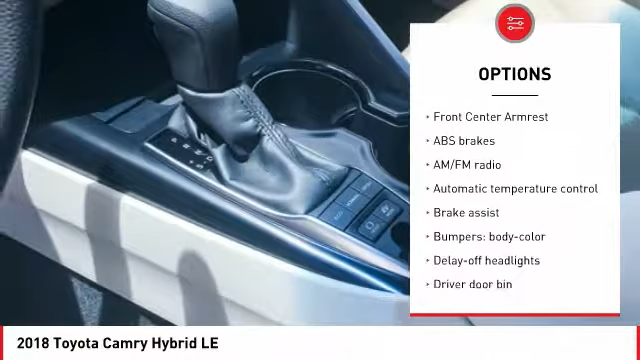 OPTIONS
Front Center Armrest
ABS brakes
AM/FM radio
Automatic temperature control
Brake assist
Bumpers: body-color
Delay-off headlights
Driver door bin
2018 Toyota Camry Hybrid LE